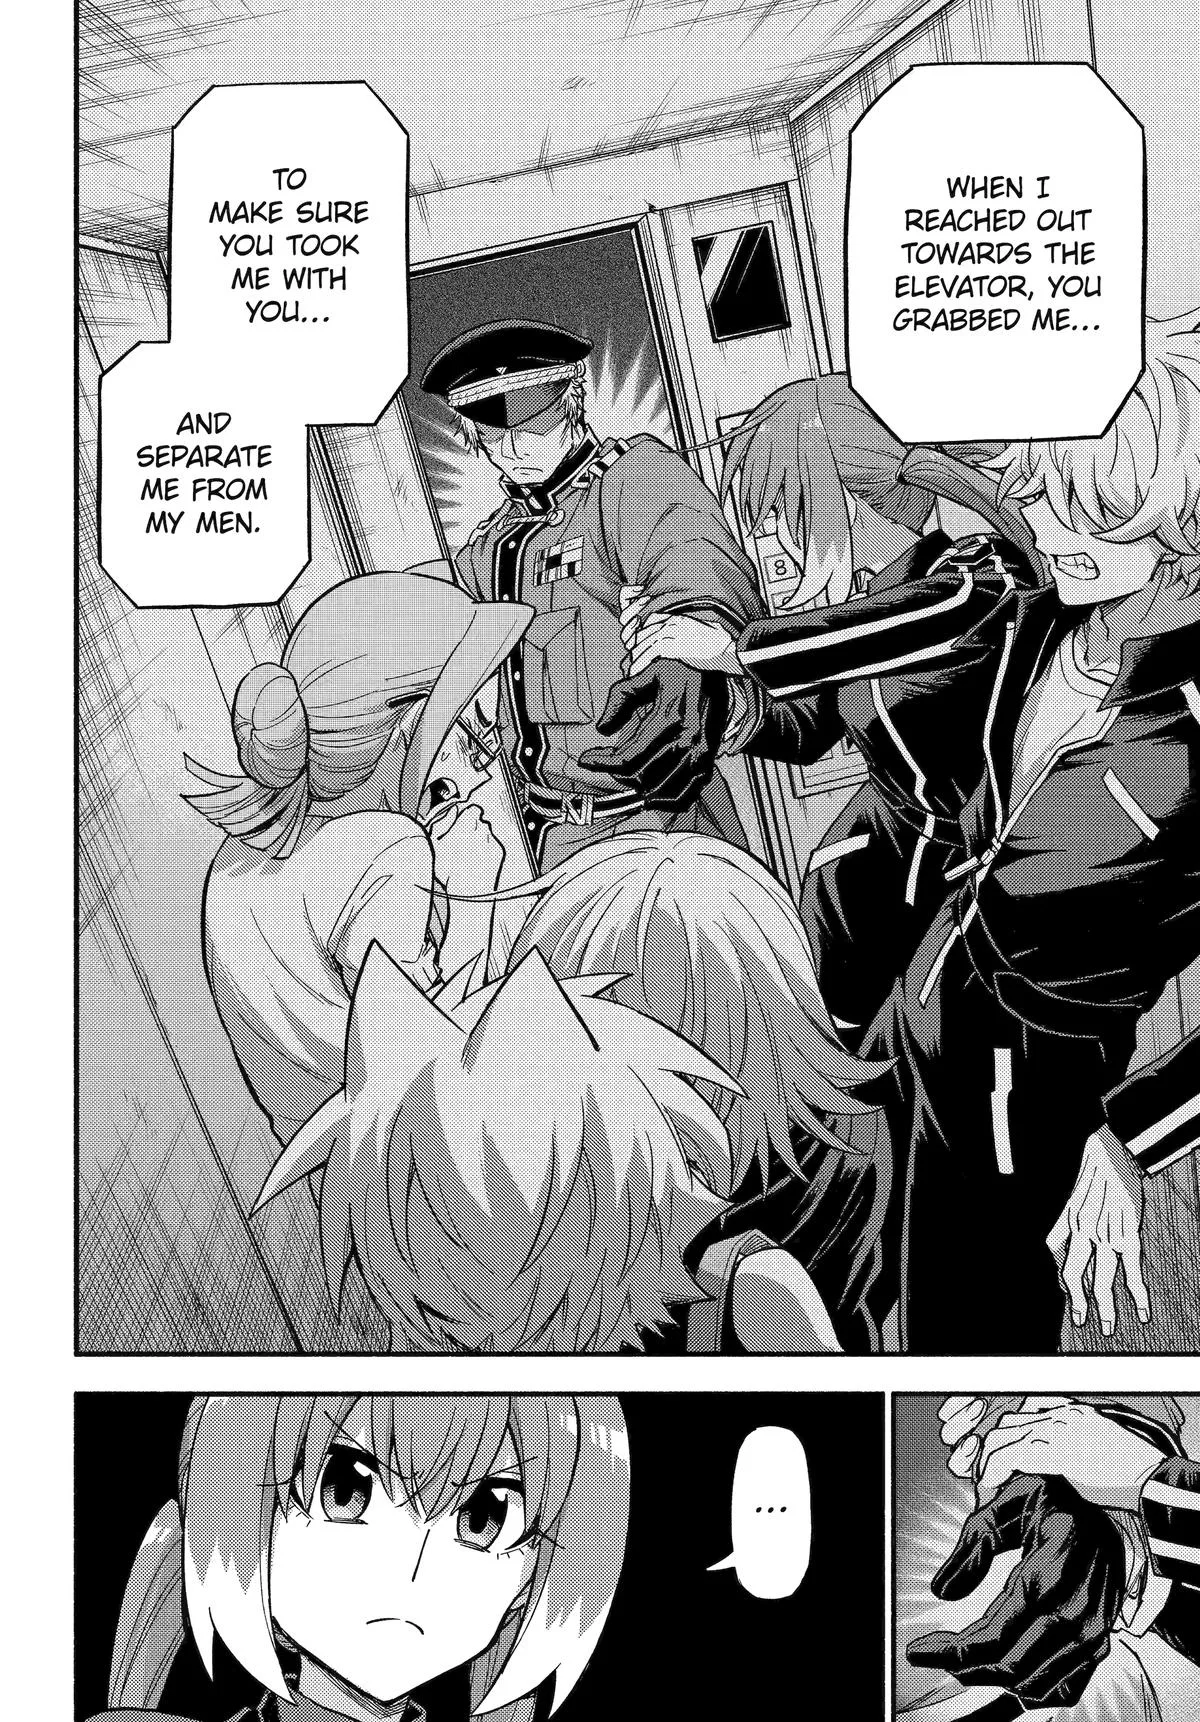 WHEN I
REACHED OUT
TOWARDS THE
ELEVATOR, YOU
GRABBED ME...
TO
MAKE SURE
YOU TOOK
ME WITH
YOU...
AND
SEPARATE
ME FROM
MY MEN.
8
...